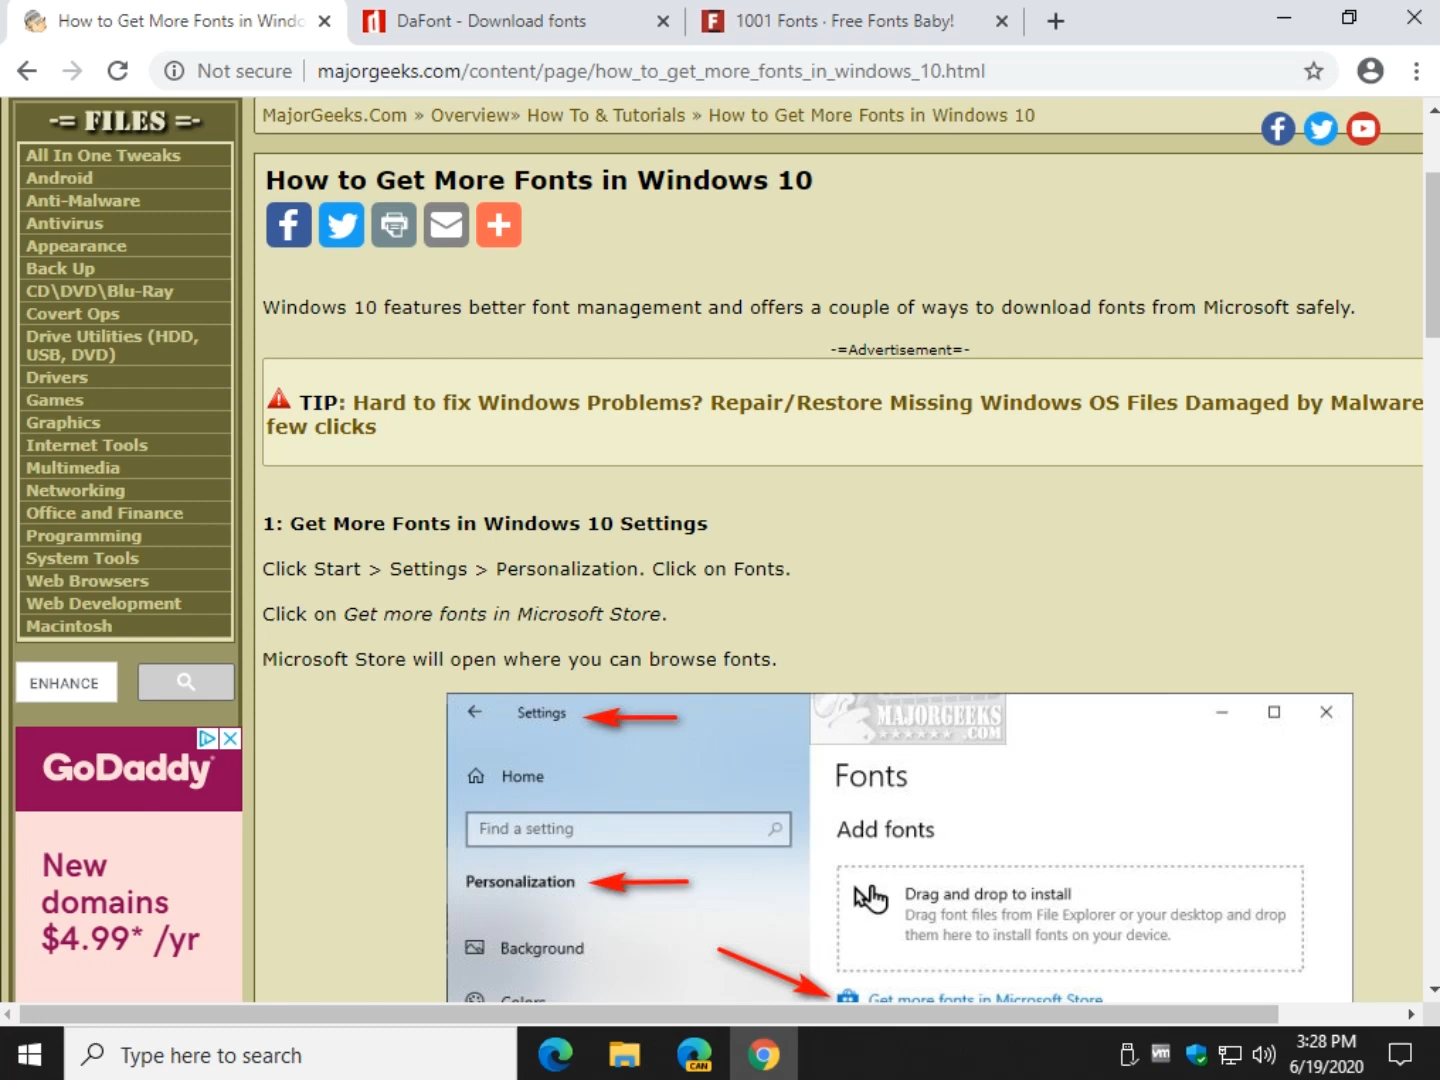 How to Get More Fonts in Windo
DaFont - Download fonts
1001 Fonts · Free Fonts Baby!
Not secure
majorgeeks.com/content/page/how_to_get_more_fonts_in_windows_10.html
-= FILES =-
All In One Tweaks
Android
Anti-Malware
Antivirus
Appearance
Back Up
CD\DVD\Blu-Ray
Covert Ops
Drive Utilities (HDD,
USB, DVD)
Drivers
Games
Graphics
Internet Tools
Multimedia
Networking
Office and Finance
Programming
System Tools
Web Browsers
Web Development
Macintosh
ENHANCE
GoDaddy
New
domains
$4.99* /yr
MajorGeeks.Com » Overview» How To & Tutorials » How to Get More Fonts in Windows 10
How to Get More Fonts in Windows 10
Windows 10 features better font management and offers a couple of ways to download fonts from Microsoft safely.
-=Advertisement=-
TIP: Hard to fix Windows Problems? Repair/Restore Missing Windows OS Files Damaged by Malware
few clicks
1: Get More Fonts in Windows 10 Settings
Click Start > Settings > Personalization. Click on Fonts.
Click on Get more fonts in Microsoft Store.
Microsoft Store will open where you can browse fonts.
Settings
MAJORGEEKS
.COM
Home
Fonts
Find a setting
Add fonts
Personalization
Drag and drop to install
Drag font files from File Explorer or your desktop and drop
them here to install fonts on your device.
Background
Colors
Get more fonts in Microsoft Store
Type here to search
CAN
vm
3:28 PM
6/19/2020